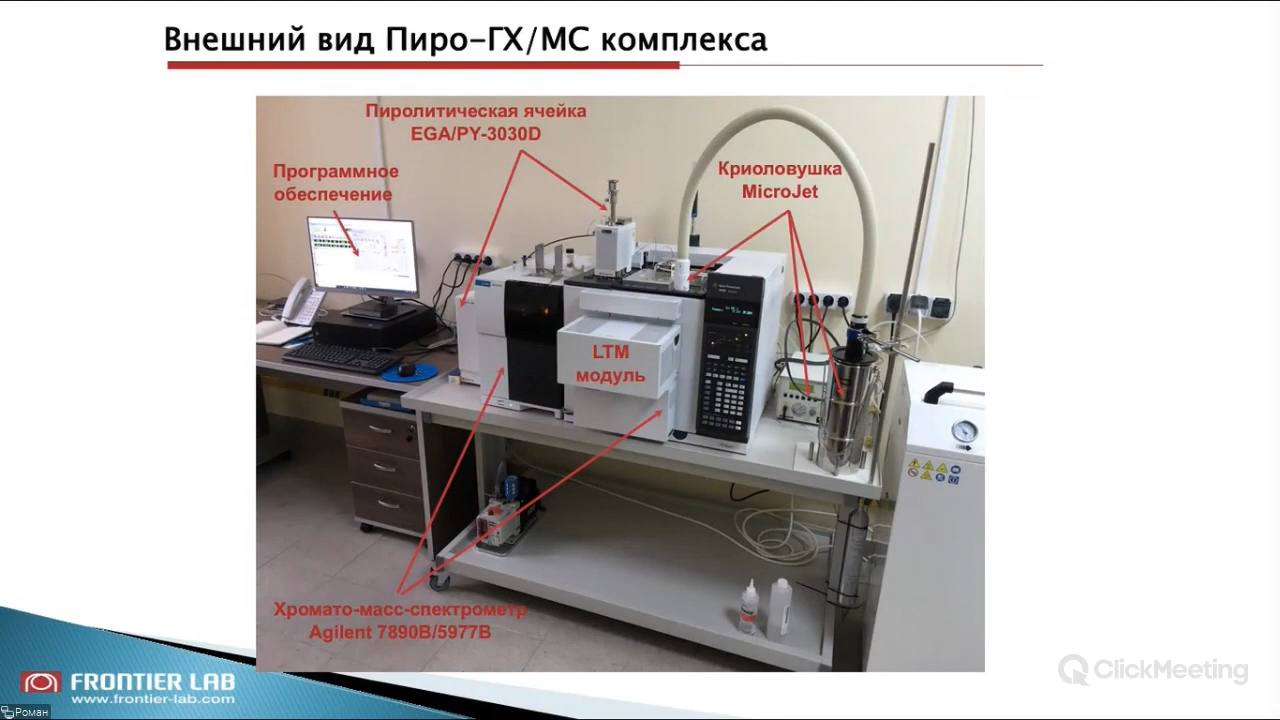 Внешний вид Пиро-ГХ/МС комплекса
Пиролитическая ячейка
EGA/PY-3030D
Программное
обеспечение
Криоловушка
MicroJet
LTM
модуль
Хромато-масс-спектрометр
Agilent 7890B/5977B
FRONTIER LAB
www.frontier-lab.com
ClickMeeting
Роман